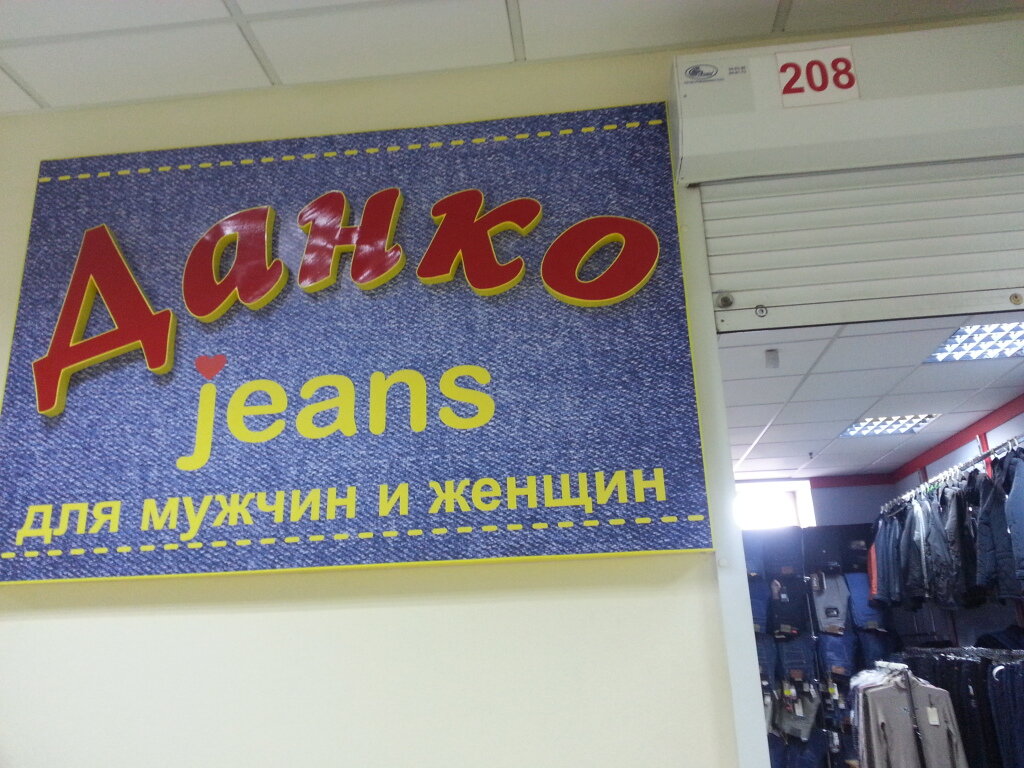 Данко
jeans
для мужчин и женщин
208